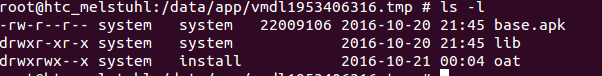 root@htc_melstuhl:/data/app/vmdl1953406316.tmp # ls -l
-rw-r--r-- system   system   22009106 2016-10-20 21:45 base.apk
drwxr-xr-x system   system            2016-10-20 21:45 lib
drwxrwx--x system   install           2016-10-21 00:04 oat